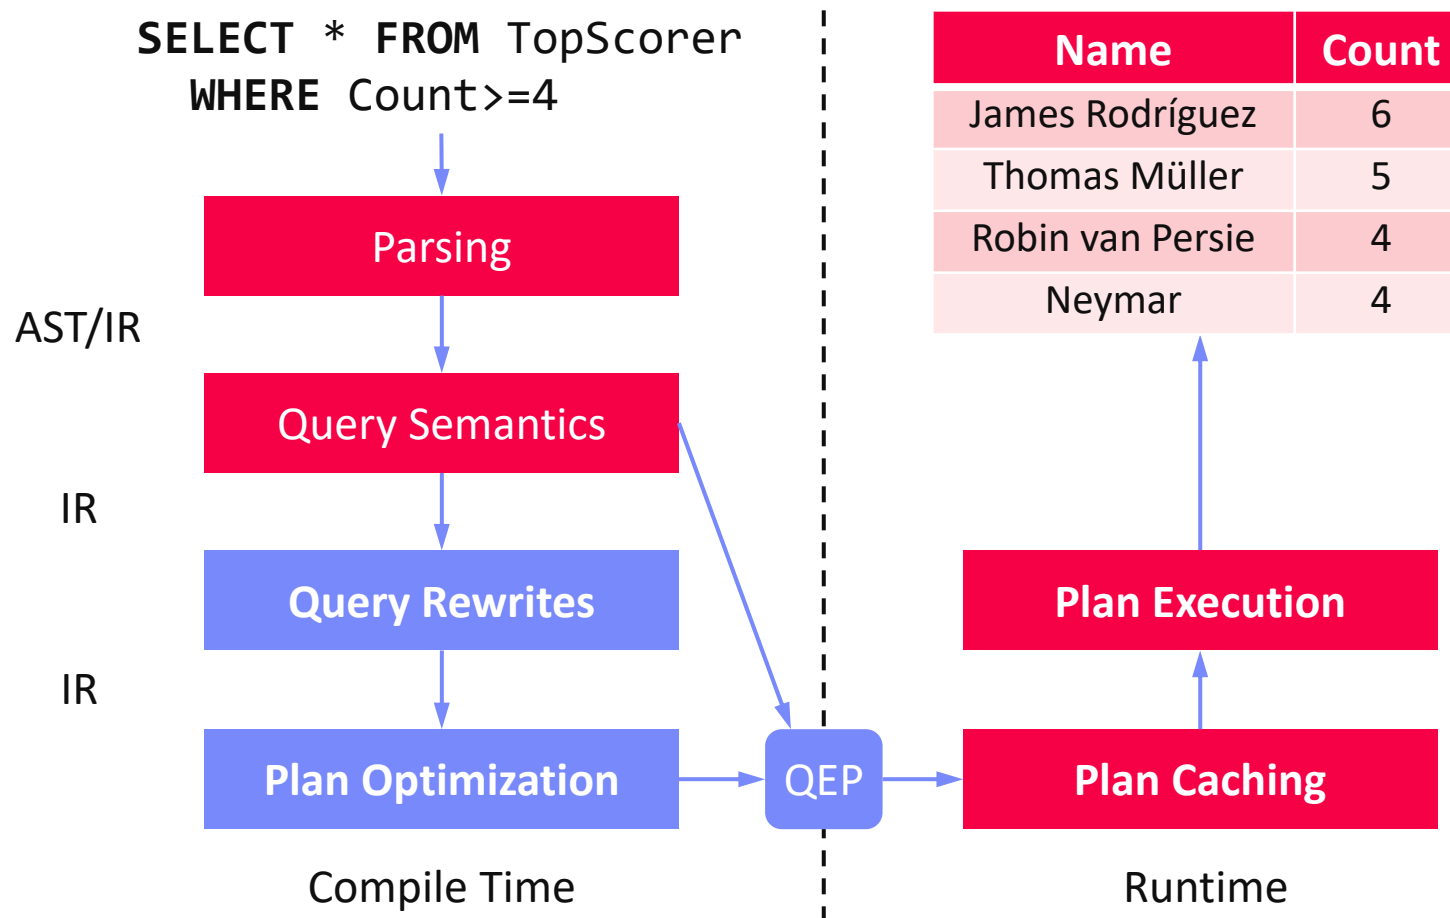 SELECT * FROM TopScorer
WHERE Count>=4
Parsing
AST/IR
Query Semantics
IR
Query Rewrites
IR
Plan Optimization
Compile Time
QEP
Name Count
James Rodríguez 6
Thomas Müller 5
Robin van Persie 4
Neymar 4
Plan Execution
Plan Caching
Runtime